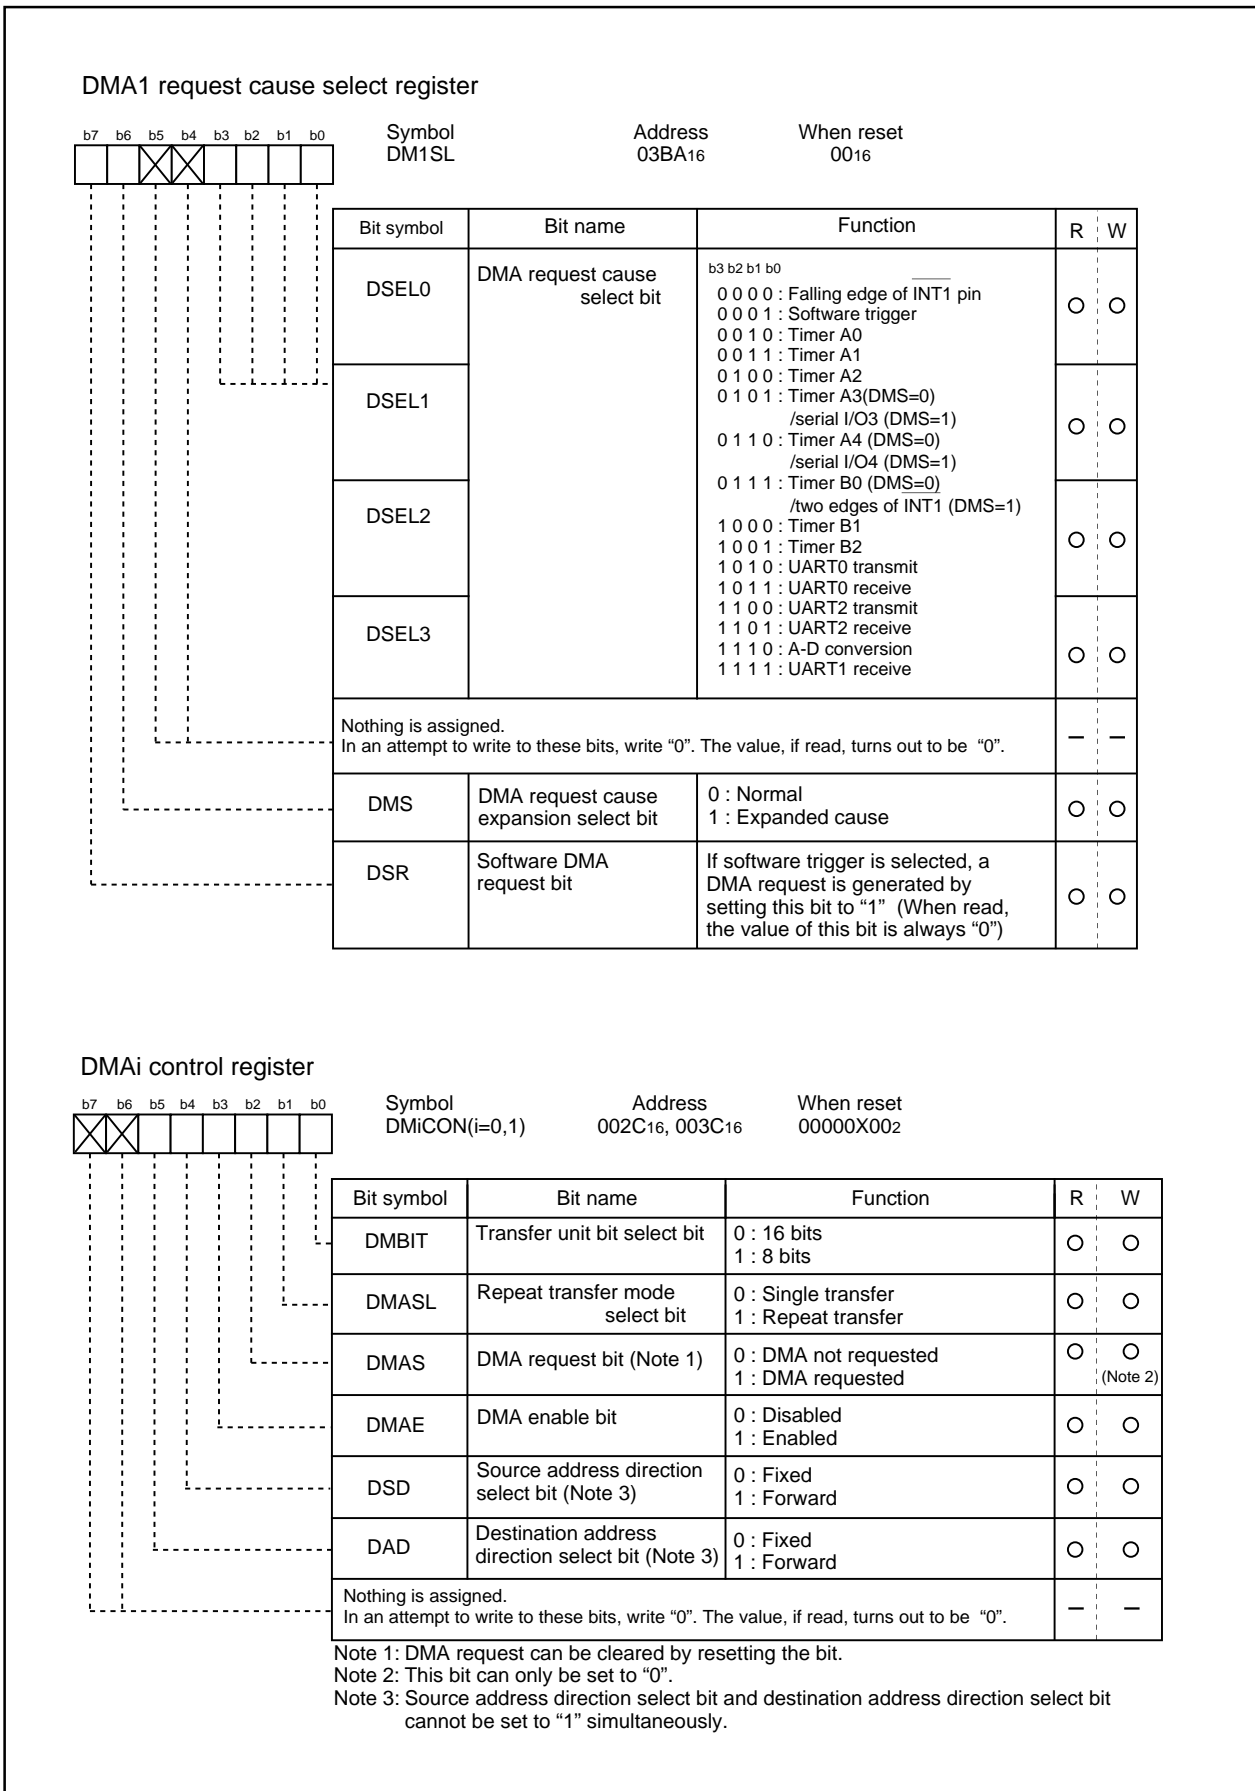 DMA1 request cause select register
b7 b6 b5 b4 b3 b2 b1 b0
Symbol Address When reset
DM1SL 03BA16 0016
Bit symbol Bit name Function R W
DSEL0 DMA request cause select bit
b3 b2 b1 b0
0 0 0 0 : Falling edge of INT1 pin
0 0 0 1 : Software trigger
0 0 1 0 : Timer A0
0 0 1 1 : Timer A1
0 1 0 0 : Timer A2
DSEL1
0 1 0 1 : Timer A3(DMS=0)
/serial I/O3 (DMS=1)
0 1 1 0 : Timer A4 (DMS=0)
/serial I/O4 (DMS=1)
0 1 1 1 : Timer B0 (DMS=0)
/two edges of INT1 (DMS=1)
DSEL2
1 0 0 0 : Timer B1
1 0 0 1 : Timer B2
1 0 1 0 : UART0 transmit
1 0 1 1 : UART0 receive
1 1 0 0 : UART2 transmit
DSEL3
1 1 0 1 : UART2 receive
1 1 1 0 : A-D conversion
1 1 1 1 : UART1 receive
Nothing is assigned.
In an attempt to write to these bits, write “0”. The value, if read, turns out to be “0”.
DMS
DMA request cause
expansion select bit
0 : Normal
1 : Expanded cause
DSR
Software DMA
request bit
If software trigger is selected, a
DMA request is generated by
setting this bit to “1” (When read,
the value of this bit is always “0”)
DMAi control register
b7 b6 b5 b4 b3 b2 b1 b0
Symbol Address When reset
DMiCON(i=0,1) 002C16, 003C16 00000X002
Bit symbol Bit name Function R W
DMBIT
Transfer unit bit select bit
0 : 16 bits
1 : 8 bits
DMASL
Repeat transfer mode
select bit
0 : Single transfer
1 : Repeat transfer
DMAS
DMA request bit (Note 1)
0 : DMA not requested
1 : DMA requested
(Note 2)
DMAE
DMA enable bit
0 : Disabled
1 : Enabled
DSD
Source address direction
select bit (Note 3)
0 : Fixed
1 : Forward
DAD
Destination address
direction select bit (Note 3)
0 : Fixed
1 : Forward
Nothing is assigned.
In an attempt to write to these bits, write “0”. The value, if read, turns out to be “0”.
Note 1: DMA request can be cleared by resetting the bit.
Note 2: This bit can only be set to “0”.
Note 3: Source address direction select bit and destination address direction select bit
cannot be set to “1” simultaneously.